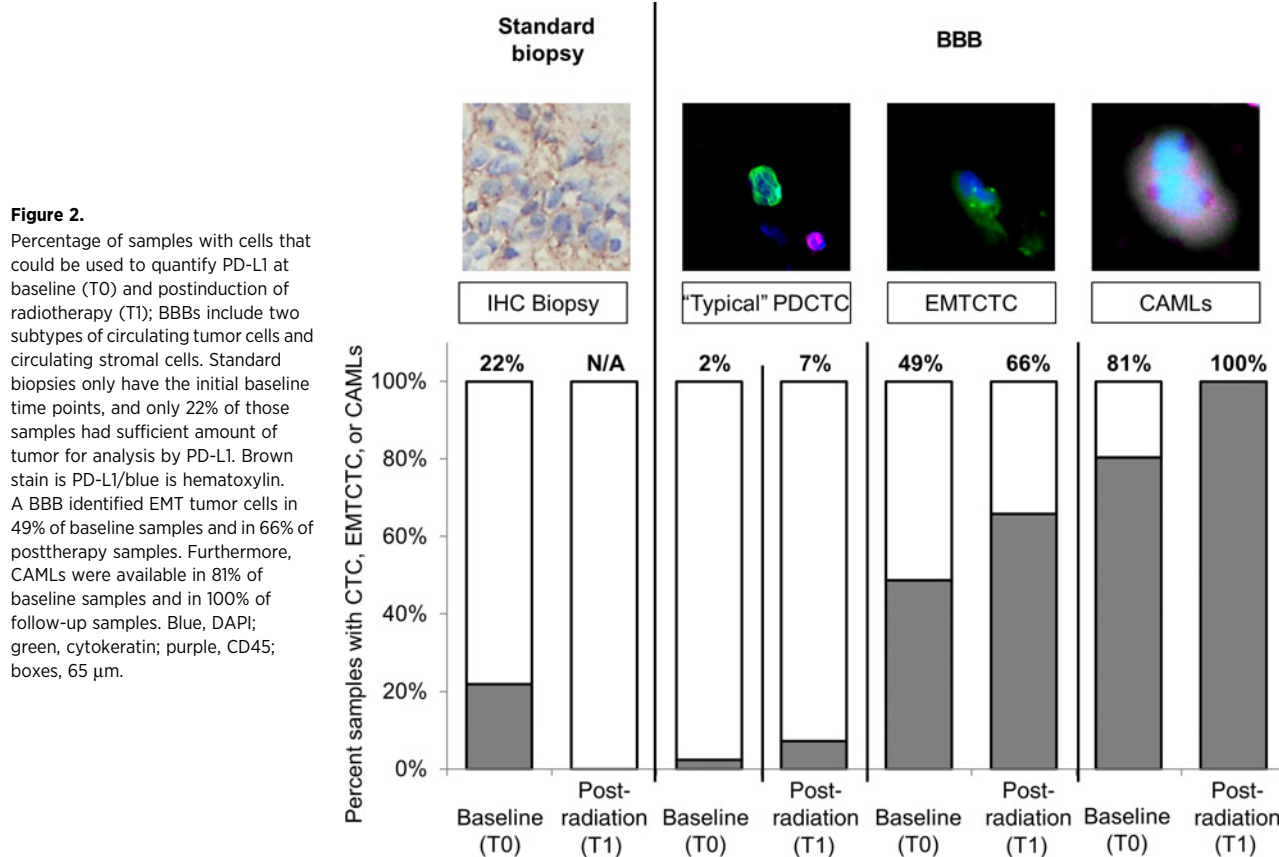 Figure 2.
Percentage of samples with cells that
could be used to quantify PD-L1 at
baseline (T0) and postinduction of
radiotherapy (T1); BBBs include two
subtypes of circulating tumor cells and
circulating stromal cells. Standard
biopsies only have the initial baseline
time points, and only 22% of those
samples had sufficient amount of
tumor for analysis by PD-L1. Brown
stain is PD-L1/blue is hematoxylin.
A BBB identified EMT tumor cells in
49% of baseline samples and in 66% of
posttherapy samples. Furthermore,
CAMLs were available in 81% of
baseline samples and in 100% of
follow-up samples. Blue, DAPI;
green, cytokeratin; purple, CD45;
boxes, 65 μm.
Standard
biopsy
BBB
IHC Biopsy
"Typical" PDCTC
EMTCTC
CAMLs
Percent samples with CTC, EMTCTC, or CAMLs
22%
N/A
2%
7%
49%
66%
81%
100%
100%
80%
60%
40%
20%
0%
Baseline
(T0)
Post-
radiation
(T1)
Baseline
(T0)
Post-
radiation
(T1)
Baseline
(T0)
Post-
radiation
(T1)
Baseline
(T0)
Post-
radiation
(T1)